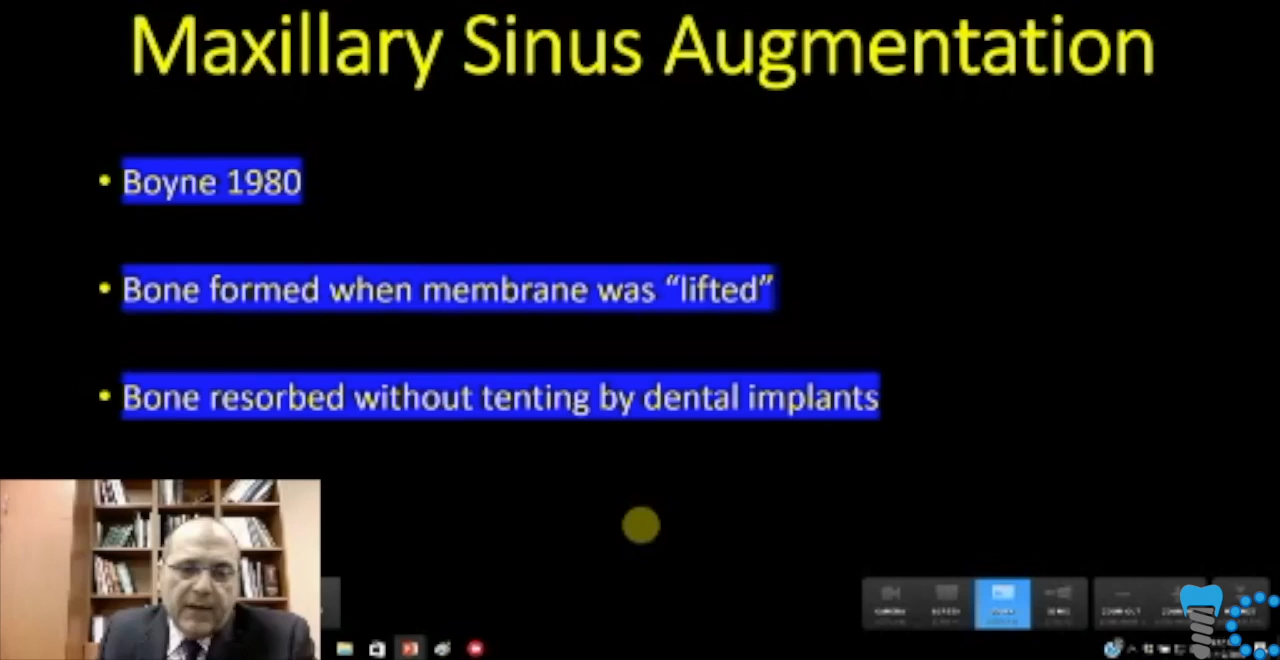 Maxillary Sinus Augmentation
• Boyne 1980
• Bone formed when membrane was “lifted”
• Bone resorbed without tenting by dental implants